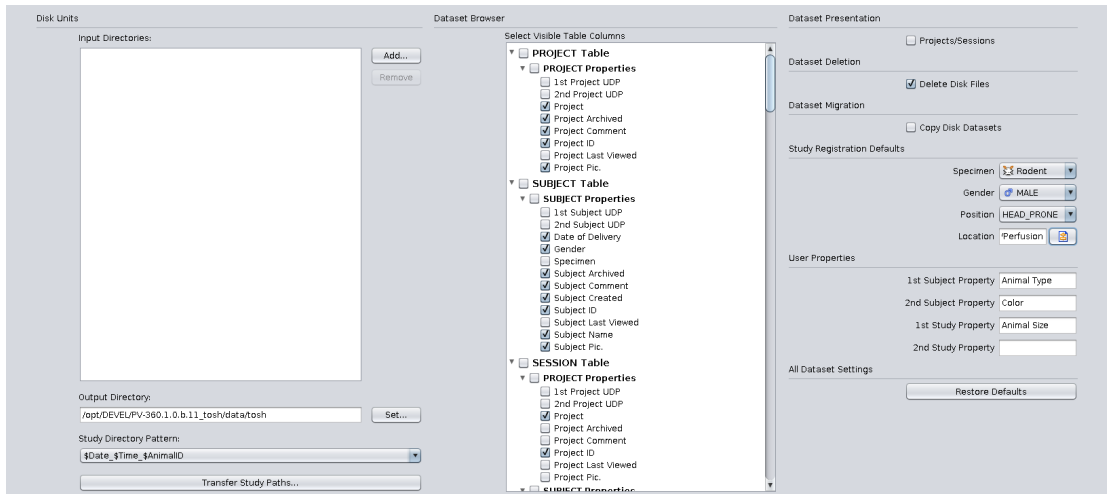 Disk Units
Input Directories:
Add...
Remove
Output Directory:
/opt/DEVEL/PV-360.1.0.b.11_tosh/data/tosh
Set...
Study Directory Pattern:
$Date_$Time_$AnimalID
Transfer Study Paths...
Dataset Browser
Select Visible Table Columns
PROJECT Table
PROJECT Properties
1st Project UDP
2nd Project UDP
Project
Project Archived
Project Comment
Project ID
Project Last Viewed
Project Pic.
SUBJECT Table
SUBJECT Properties
1st Subject UDP
2nd Subject UDP
Date of Delivery
Gender
Specimen
Subject Archived
Subject Comment
Subject Created
Subject ID
Subject Last Viewed
Subject Name
Subject Pic.
SESSION Table
PROJECT Properties
1st Project UDP
2nd Project UDP
Project
Project Archived
Project Comment
Project ID
Project Last Viewed
Project Pic.
SUBJECT Properties
Dataset Presentation
Projects/Sessions
Dataset Deletion
Delete Disk Files
Dataset Migration
Copy Disk Datasets
Study Registration Defaults
Specimen Rodent
Gender MALE
Position HEAD_PRONE
Location 'Perfusion
User Properties
1st Subject Property Animal Type
2nd Subject Property Color
1st Study Property Animal Size
2nd Study Property
All Dataset Settings
Restore Defaults